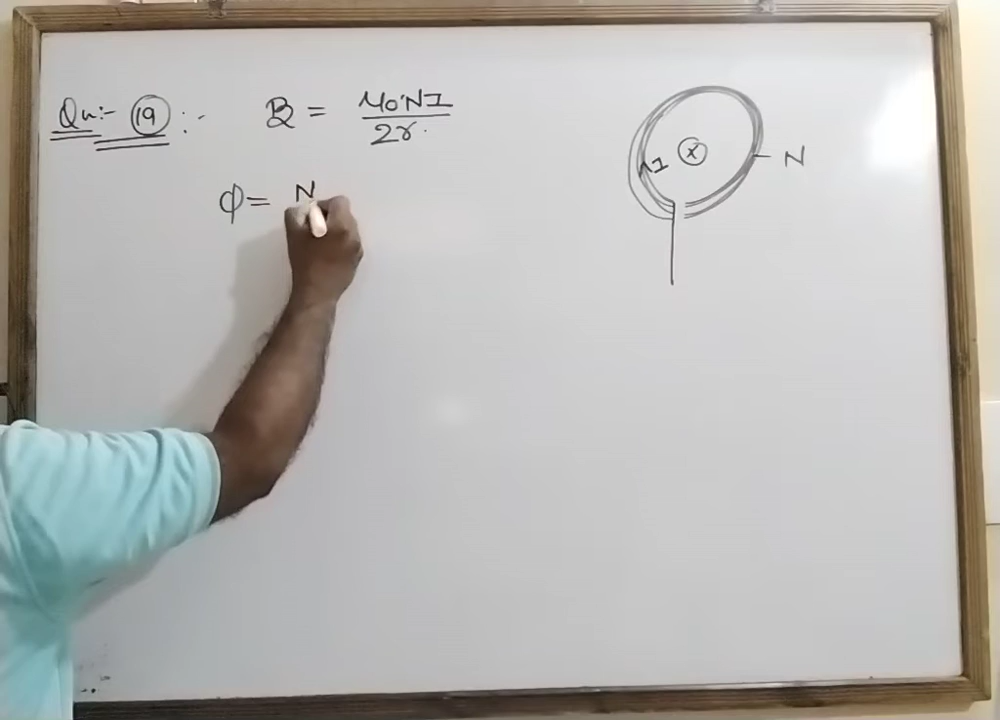 Qu:- 19 :- B = μ0NI / 2r.
φ = N
I
x
N